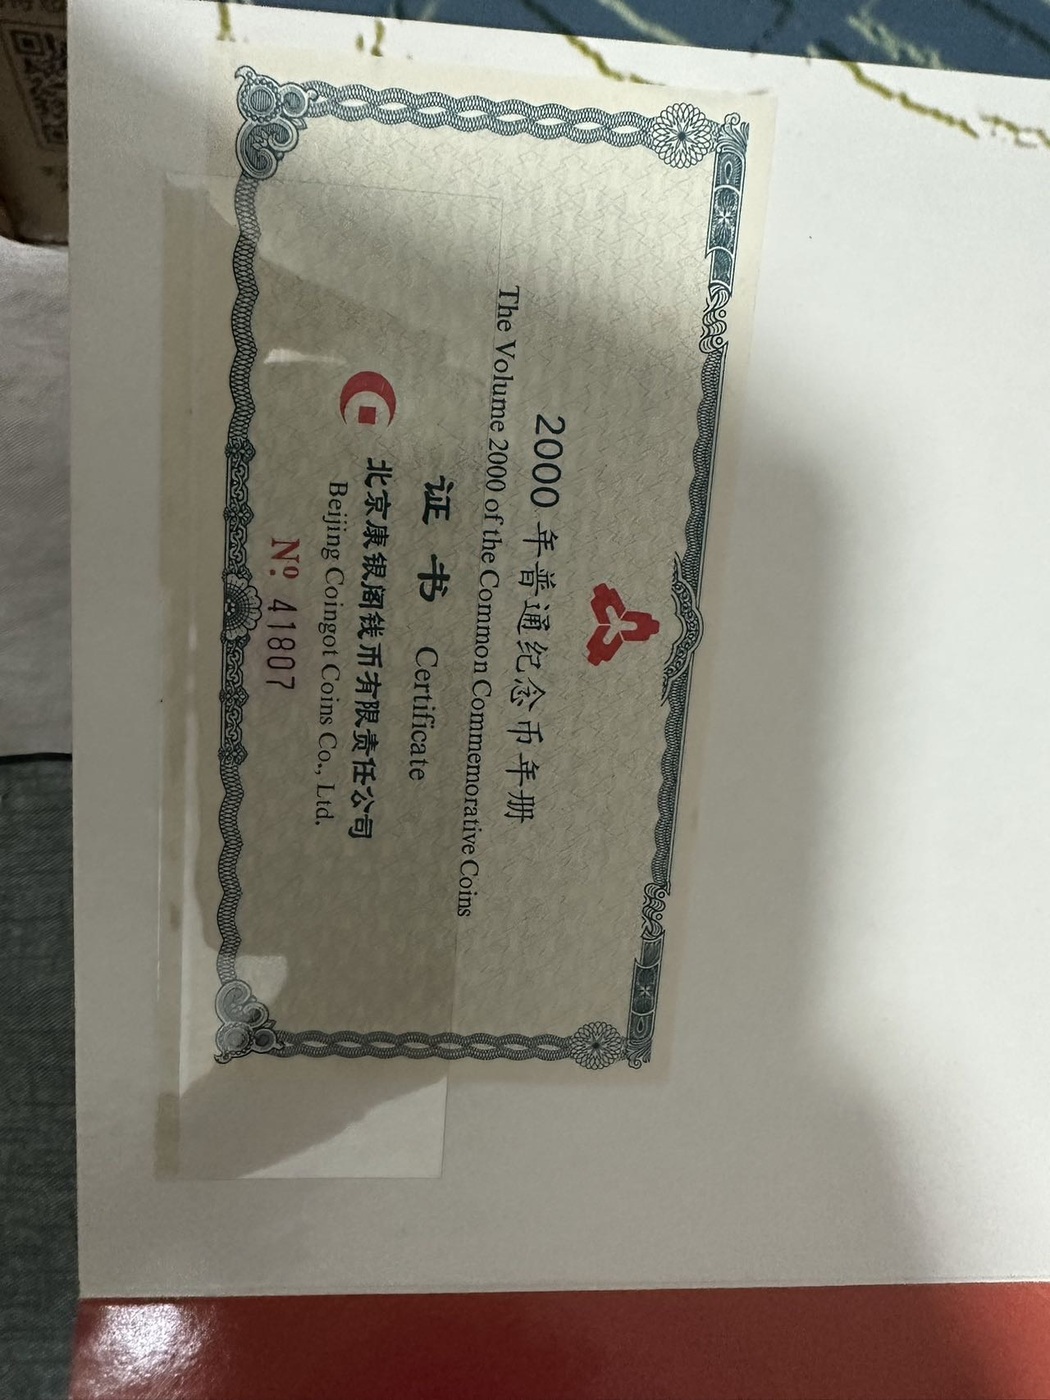 2000 年普通纪念币年册
The Volume 2000 of the Common Commemorative Coins
证 书 Certificate
北京康银阁钱币有限责任公司
Beijing Coingot Coins Co., Ltd.
Nº 41807